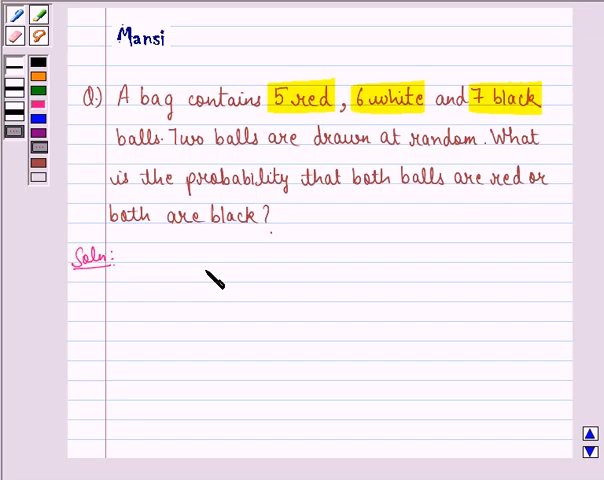 Mansi
Q.) A bag contains 5 red, 6 white and 7 black
balls. Two balls are drawn at random. What
is the probability that both balls are red or
both are black?
Soln: